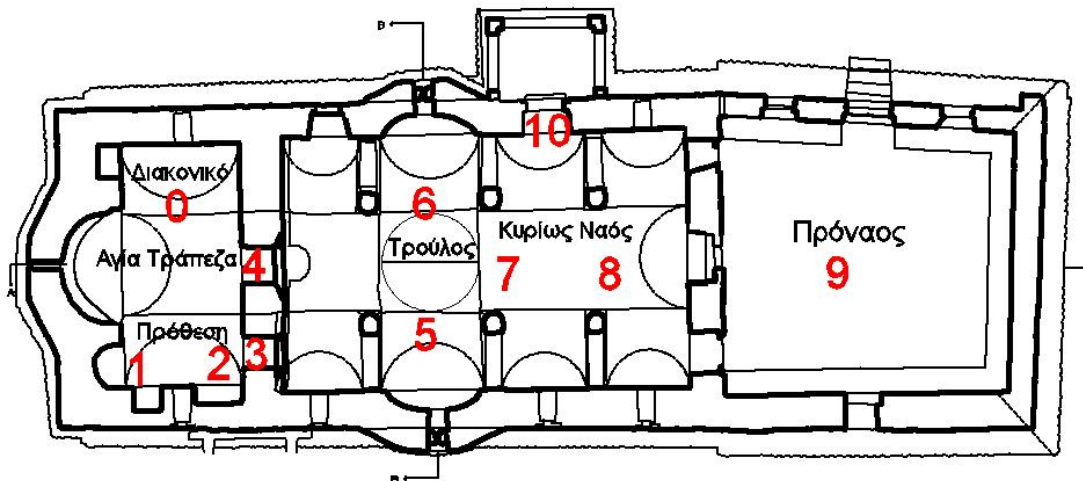 B
10
Διακονικό
0
6
Κυρίως Ναός
Τρούλος
Πρόναος
Αγία Τράπεζα
4
7
8
9
A
Πρόθεση
1
2
3
5
B